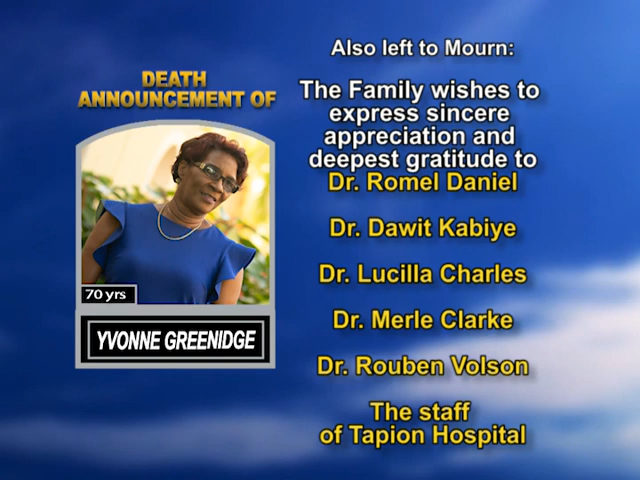 DEATH
ANNOUNCEMENT OF
70 yrs
YVONNE GREENIDGE
Also left to Mourn:
The Family wishes to
express sincere
appreciation and
deepest gratitude to
Dr. Romel Daniel
Dr. Dawit Kabiye
Dr. Lucilla Charles
Dr. Merle Clarke
Dr. Rouben Volson
The staff
of Tapion Hospital